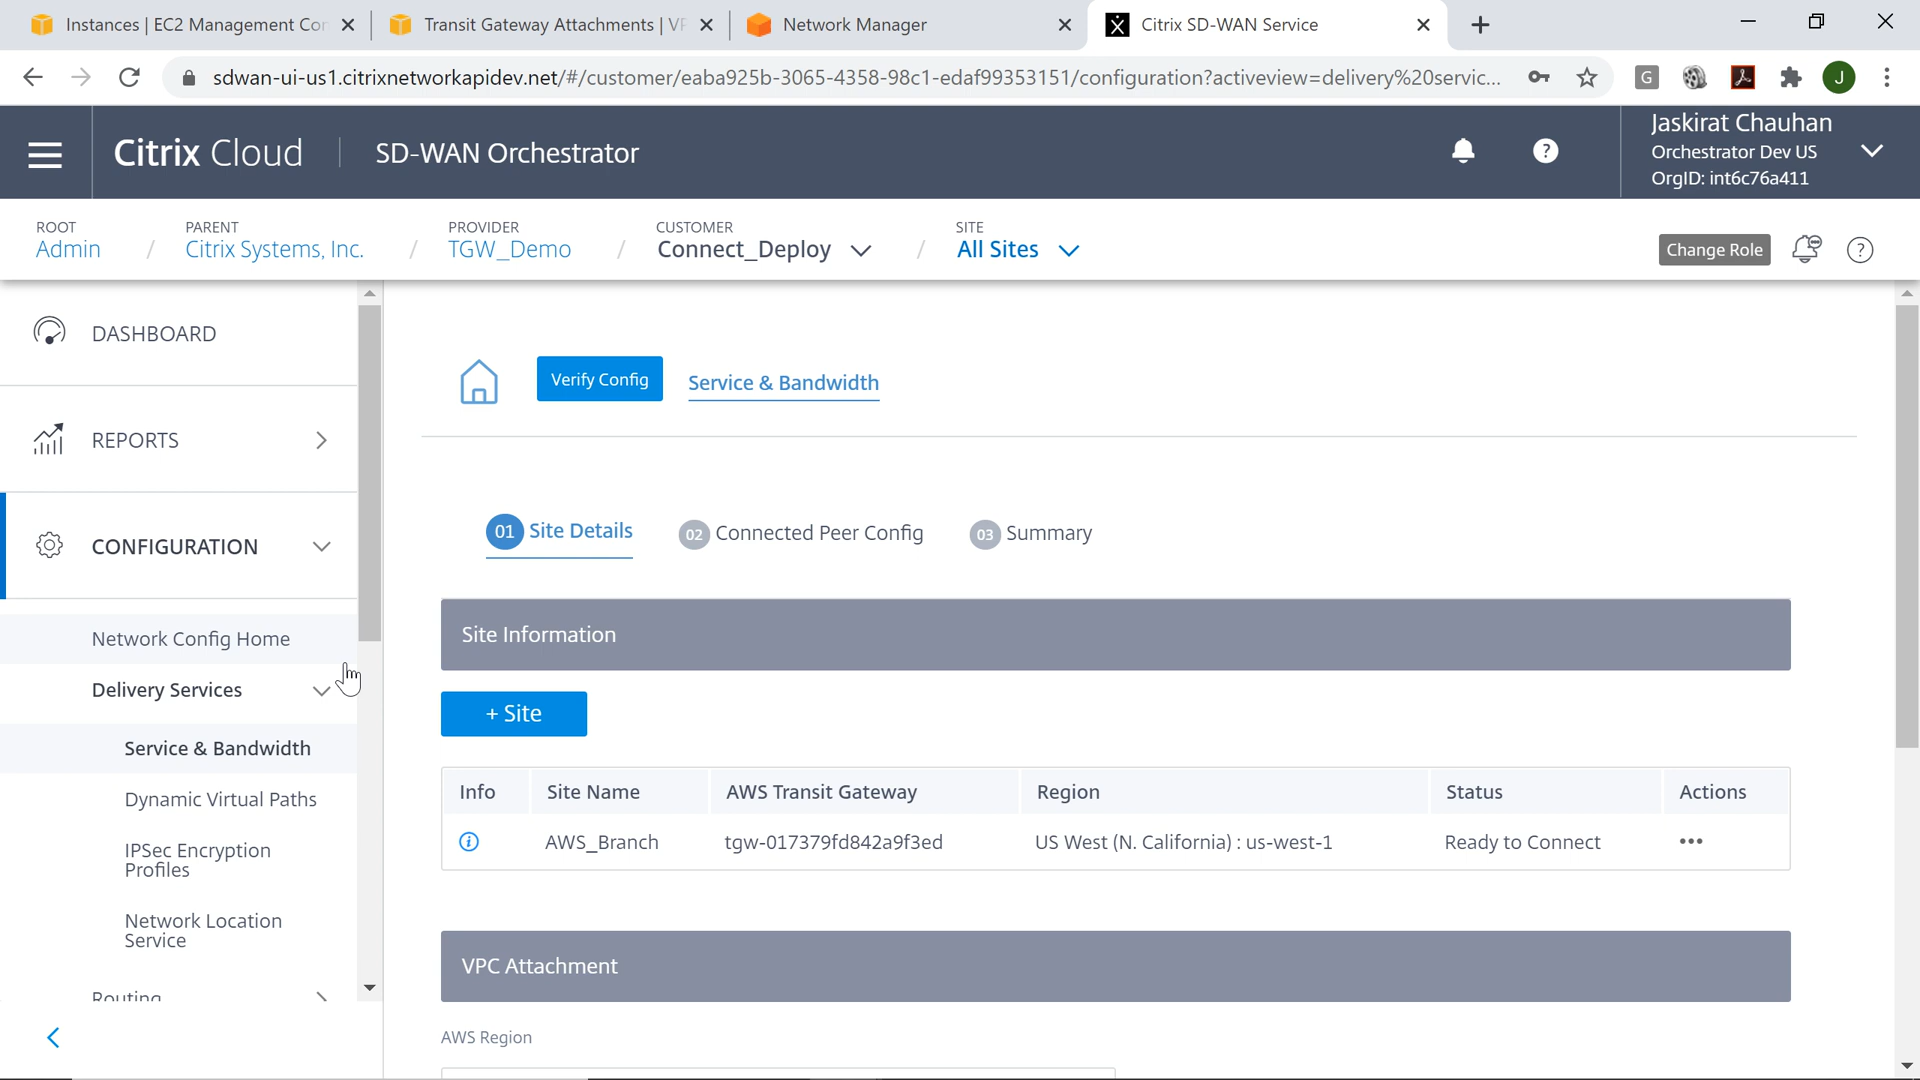 Instances | EC2 Management Con
Transit Gateway Attachments | VP
Network Manager
Citrix SD-WAN Service
sdwan-ui-us1.citrixnetworkapidev.net/#/customer/eaba925b-3065-4358-98c1-edaf99353151/configuration?activeview=delivery%20servic...
G
J
Citrix Cloud
SD-WAN Orchestrator
?
Jaskirat Chauhan
Orchestrator Dev US
OrgID: int6c76a411
ROOT
Admin
/
PARENT
Citrix Systems, Inc.
/
PROVIDER
TGW_Demo
/
CUSTOMER
Connect_Deploy
/
SITE
All Sites
Change Role
?
DASHBOARD
REPORTS
CONFIGURATION
Network Config Home
Delivery Services
Service & Bandwidth
Dynamic Virtual Paths
IPSec Encryption
Profiles
Network Location
Service
Routing
Verify Config
Service & Bandwidth
01 Site Details
02 Connected Peer Config
03 Summary
Site Information
+ Site
Info Site Name AWS Transit Gateway Region Status Actions
AWS_Branch tgw-017379fd842a9f3ed US West (N. California) : us-west-1 Ready to Connect •••
VPC Attachment
AWS Region